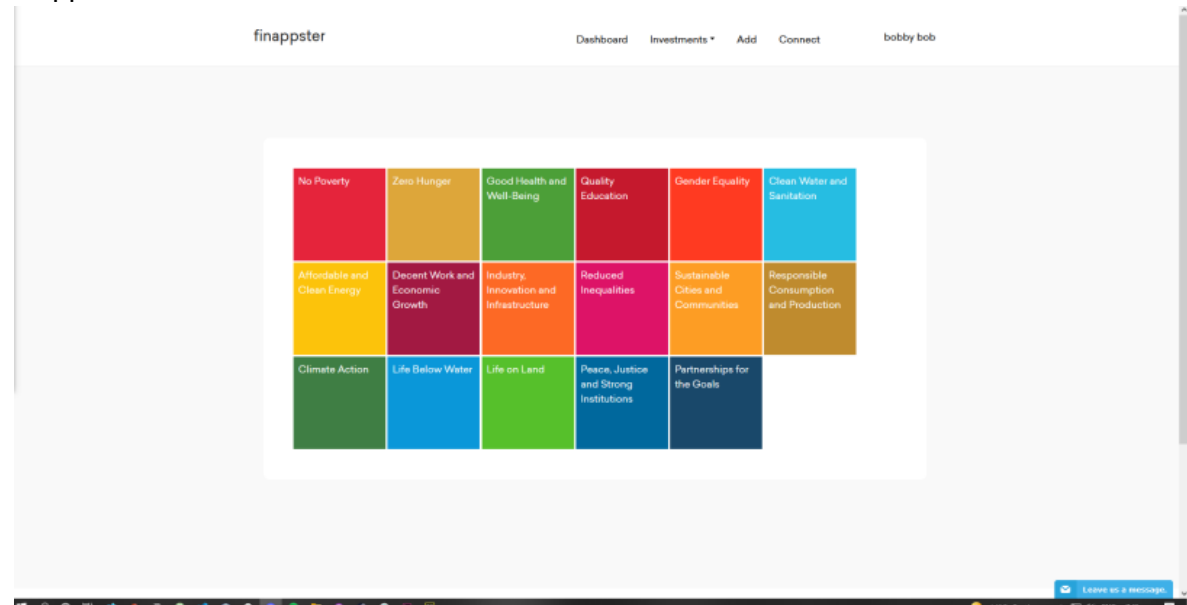 finappster
Dashboard Investments Add Connect bobby bob
No Poverty
Zero Hunger
Good Health and
Well-Being
Quality
Education
Gender Equality
Clean Water and
Sanitation
Affordable and
Clean Energy
Decent Work and
Economic
Growth
Industry,
Innovation and
Infrastructure
Reduced
Inequalities
Sustainable
Cities and
Communities
Responsible
Consumption
and Production
Climate Action
Life Below Water
Life on Land
Peace, Justice
and Strong
Institutions
Partnerships for
the Goals
Leave us a message.